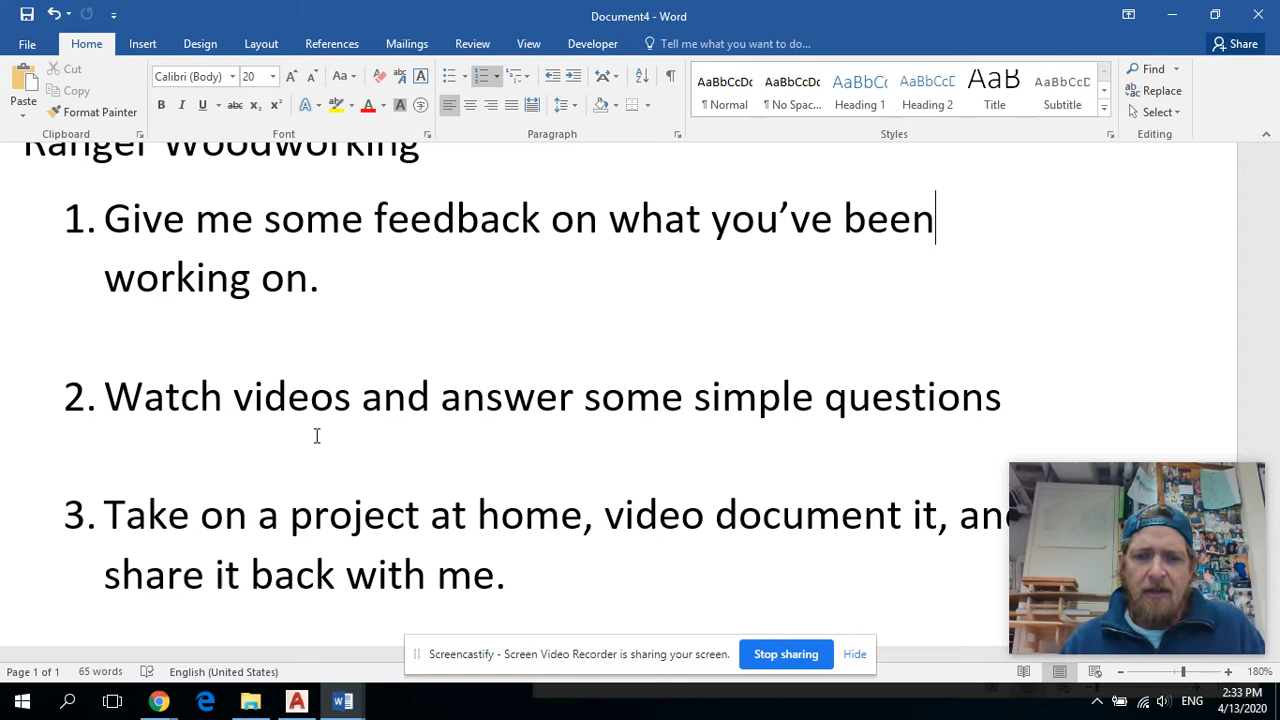 Document4 - Word
File Home Insert Design Layout References Mailings Review View Developer Tell me what you want to do... Share
Paste Cut Copy Format Painter
Calibri (Body) 20
AaBbCcDc AaBbCcDc AaBbCc AaBbCcD AaB AaBbCcD
¶ Normal ¶ No Spac... Heading 1 Heading 2 Title Subtitle
Find Replace Select
Clipboard Font Paragraph Styles Editing
Ranger Woodworking
1. Give me some feedback on what you’ve been
working on.
2. Watch videos and answer some simple questions
3. Take on a project at home, video document it, and
share it back with me.
Screencastify - Screen Video Recorder is sharing your screen. Stop sharing Hide
Page 1 of 1 65 words English (United States) 180%
ENG 2:33 PM
4/13/2020